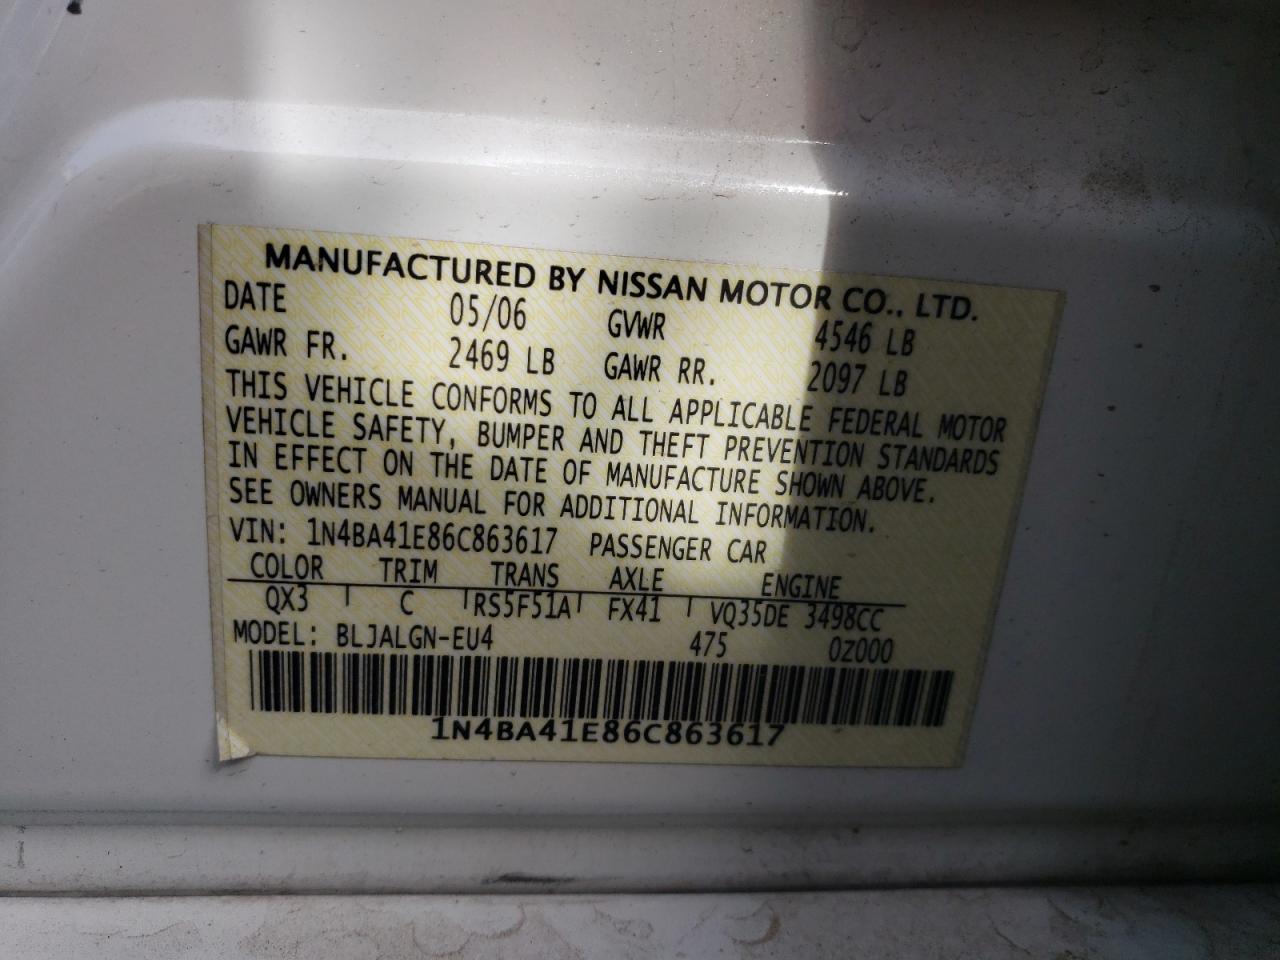 MANUFACTURED BY NISSAN MOTOR CO., LTD.
DATE 05/06 GVWR 4546 LB
GAWR FR. 2469 LB GAWR RR. 2097 LB
THIS VEHICLE CONFORMS TO ALL APPLICABLE FEDERAL MOTOR
VEHICLE SAFETY, BUMPER AND THEFT PREVENTION STANDARDS
IN EFFECT ON THE DATE OF MANUFACTURE SHOWN ABOVE.
SEE OWNERS MANUAL FOR ADDITIONAL INFORMATION.
VIN: 1N4BA41E86C863617 PASSENGER CAR
COLOR TRIM TRANS AXLE ENGINE
QX3 C RS5F51A FX41 VQ35DE 3498CC
MODEL: BLJALGN-EU4 475 0Z000
1N4BA41E86C863617